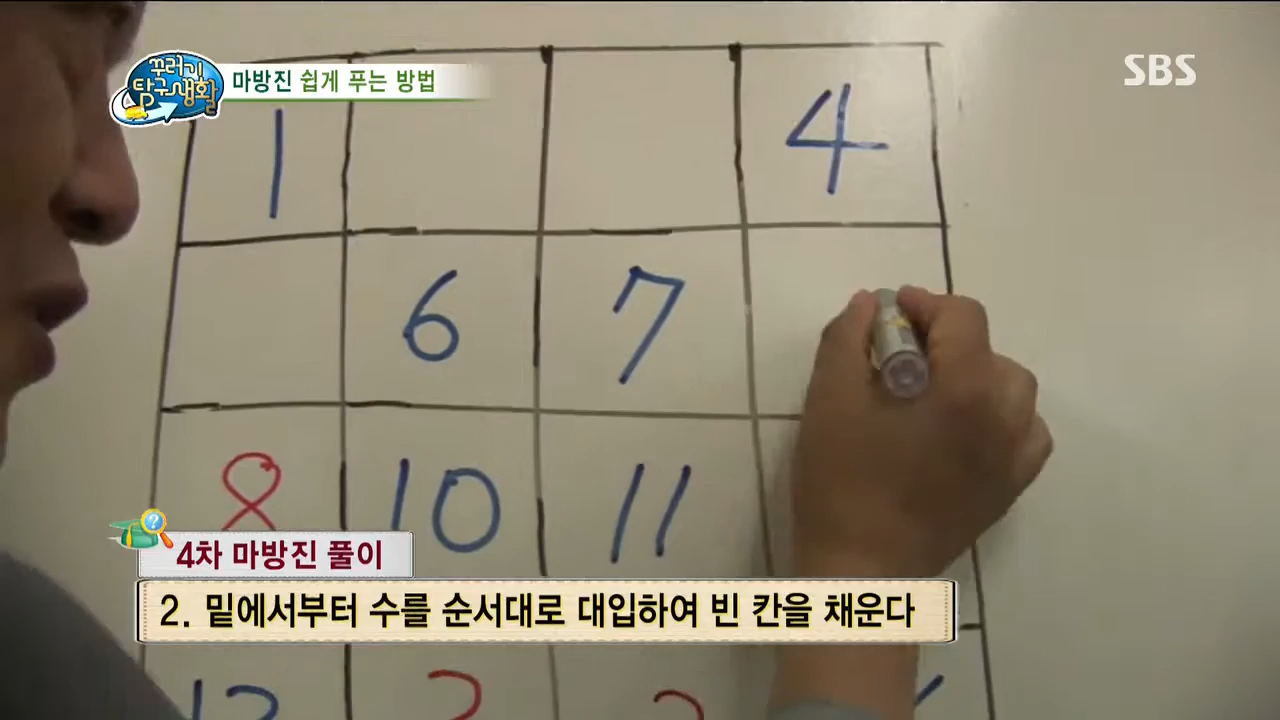 꾸러기
탐구생활
마방진 쉽게 푸는 방법
SBS
1 4
6 7
8 10 11
4차 마방진 풀이
2. 밑에서부터 수를 순서대로 대입하여 빈 칸을 채운다